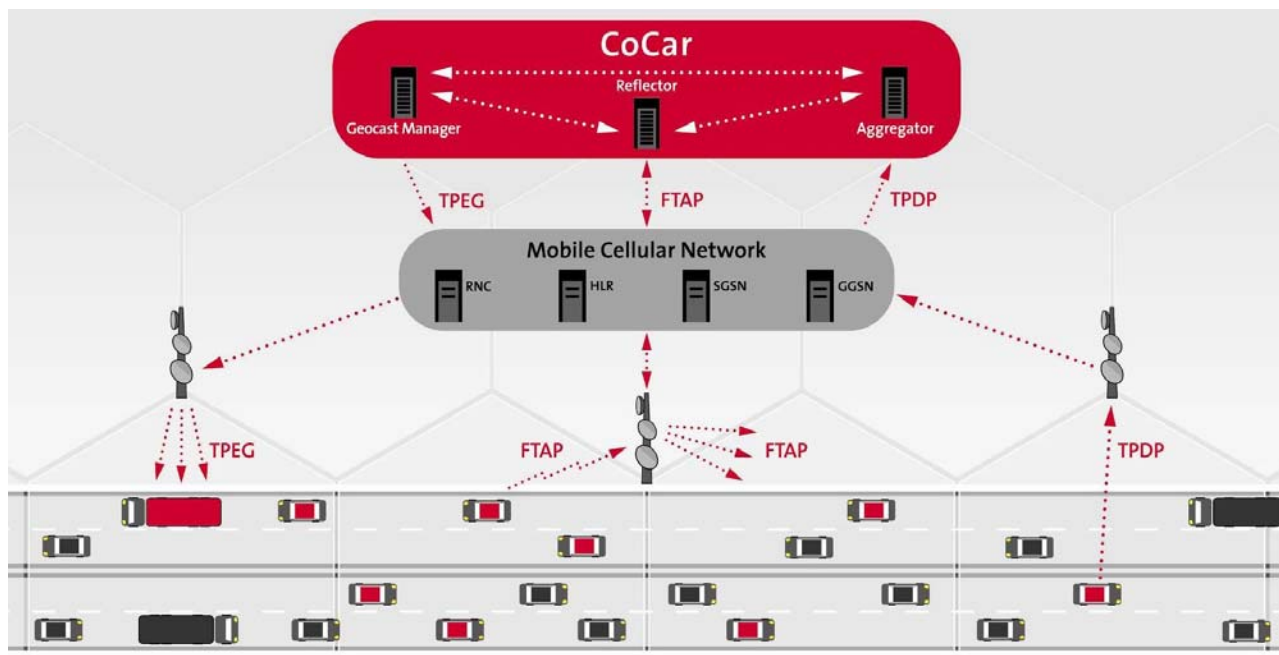 CoCar
Reflector
Geocast Manager
Aggregator
TPEG
FTAP
TPDP
Mobile Cellular Network
RNC
HLR
SGSN
GGSN
TPEG
FTAP
FTAP
TPDP